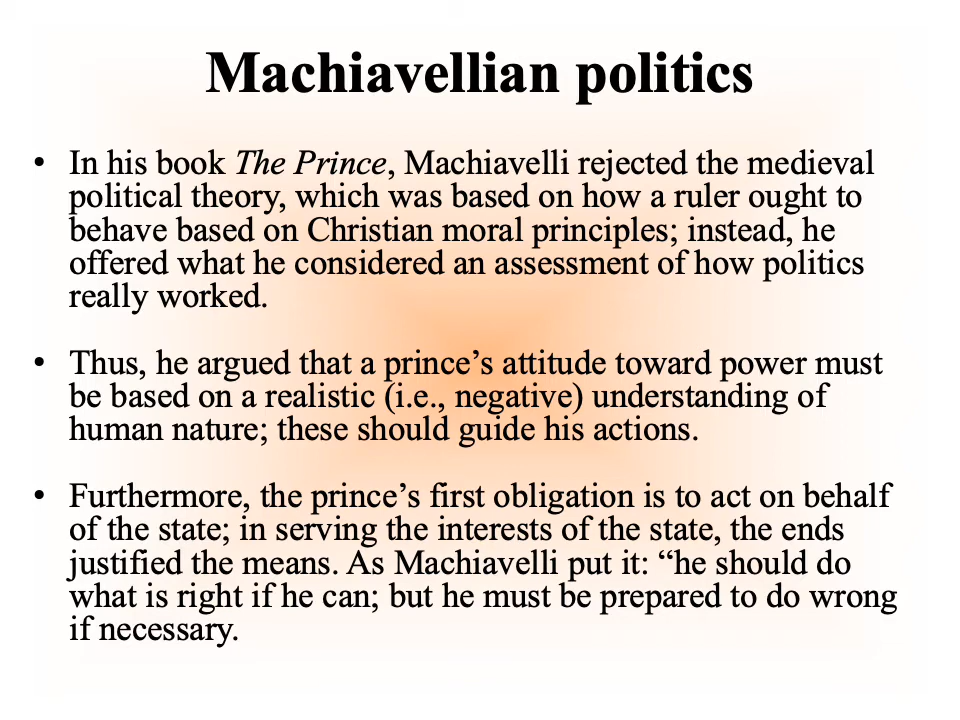 Machiavellian politics
• In his book The Prince, Machiavelli rejected the medieval
political theory, which was based on how a ruler ought to
behave based on Christian moral principles; instead, he
offered what he considered an assessment of how politics
really worked.
• Thus, he argued that a prince’s attitude toward power must
be based on a realistic (i.e., negative) understanding of
human nature; these should guide his actions.
• Furthermore, the prince’s first obligation is to act on behalf
of the state; in serving the interests of the state, the ends
justified the means. As Machiavelli put it: “he should do
what is right if he can; but he must be prepared to do wrong
if necessary.